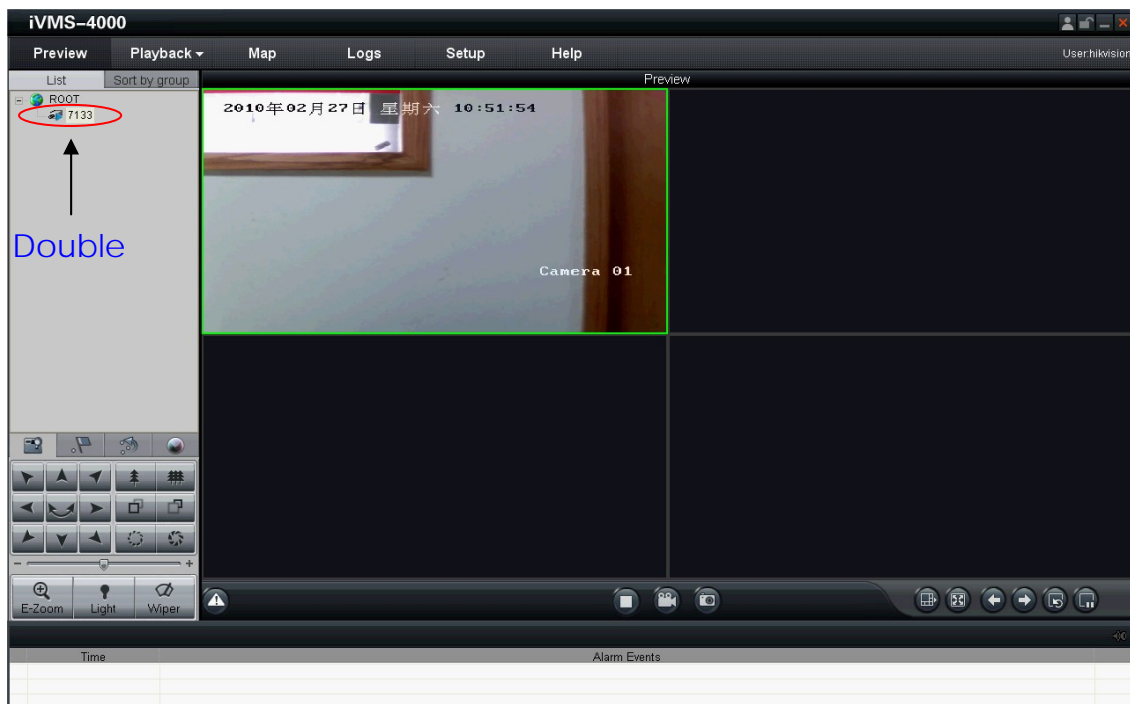 iVMS-4000
Preview Playback Map Logs Setup Help User:hikvision
List Sort by group Preview
ROOT
7133
2010年02月27日 星期六 10:51:54
Double
Camera 01
E-Zoom Light Wiper
Time Alarm Events